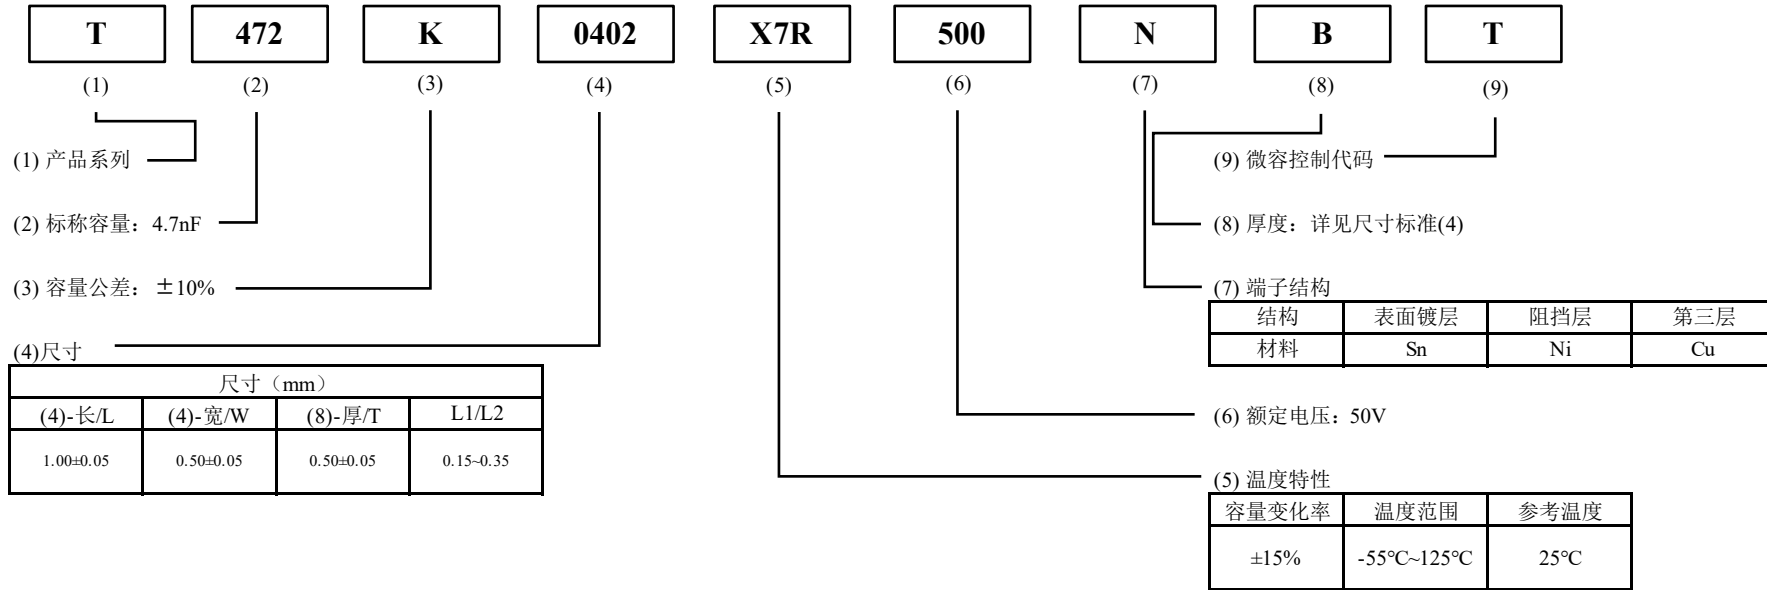 T 472 K 0402 X7R 500 N B T
(1) (2) (3) (4) (5) (6) (7) (8) (9)
(1) 产品系列
(9) 微容控制代码
(2) 标称容量：4.7nF
(8) 厚度：详见尺寸标准(4)
(3) 容量公差：±10%
(7) 端子结构
结构 表面镀层 阻挡层 第三层
材料 Sn Ni Cu
(4)尺寸
尺寸（mm）
(4)-长/L (4)-宽/W (8)-厚/T L1/L2
1.00±0.05 0.50±0.05 0.50±0.05 0.15~0.35
(6) 额定电压：50V
(5) 温度特性
容量变化率 温度范围 参考温度
±15% -55℃~125℃ 25℃